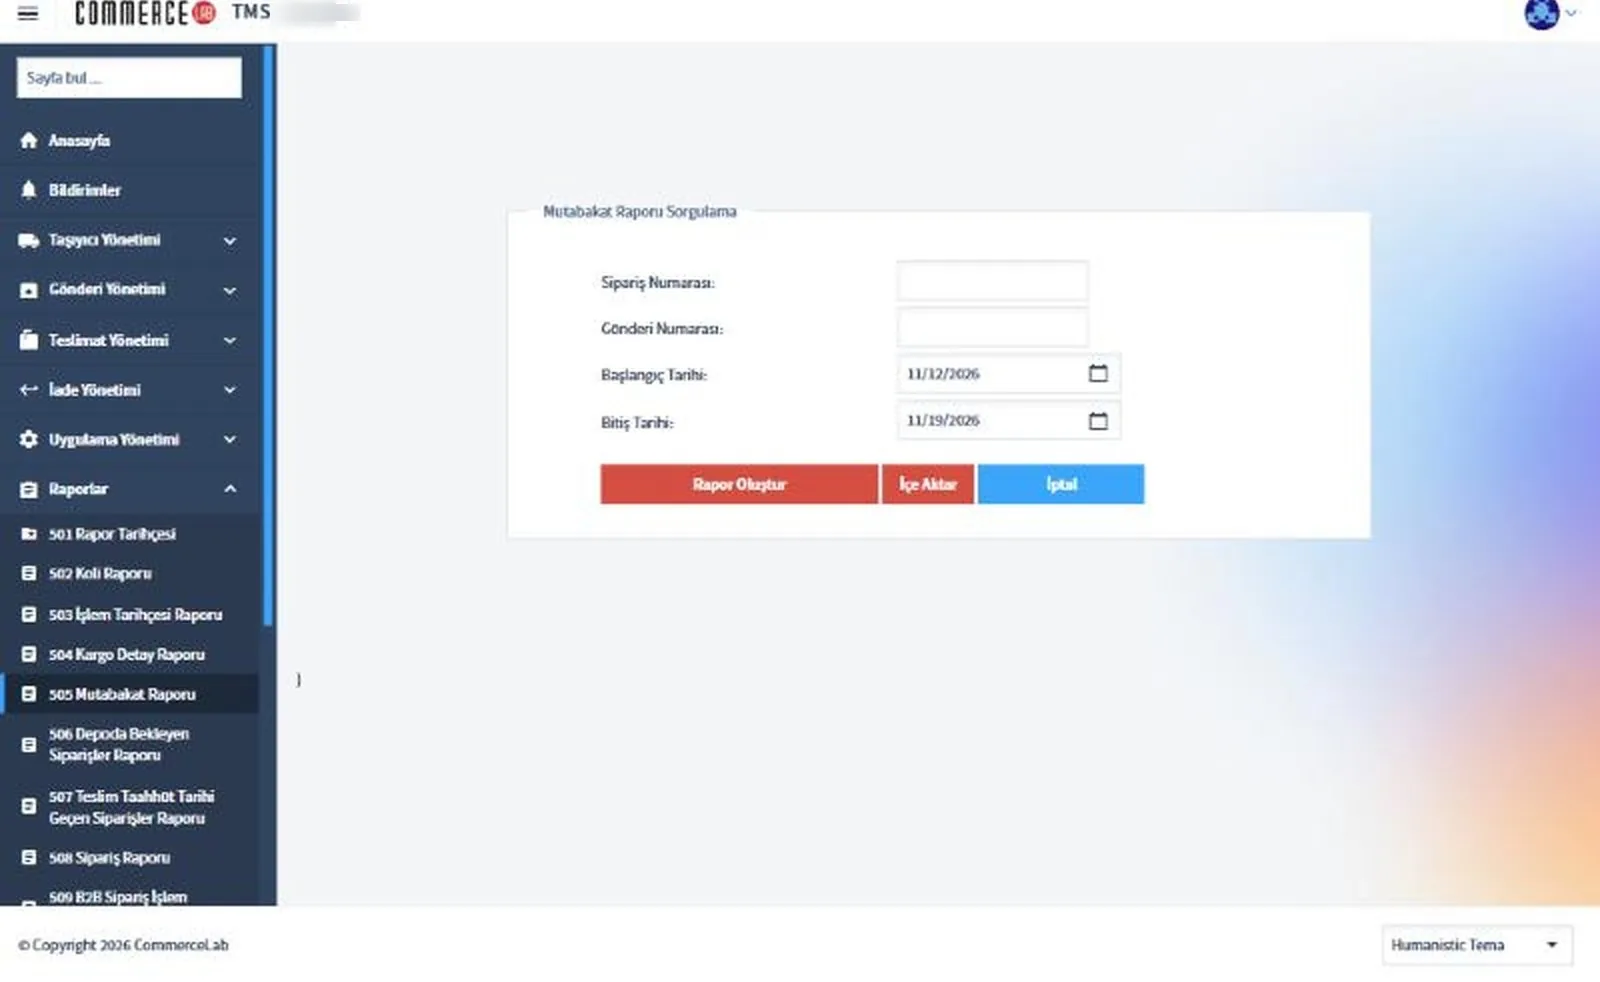 COMMERCE LAB TMS
Sayfa bul ...
Anasayfa
Bildirimler
Taşıyıcı Yönetimi
Gönderi Yönetimi
Teslimat Yönetimi
İade Yönetimi
Uygulama Yönetimi
Raporlar
501 Rapor Tarihçesi
502 Koli Raporu
503 İşlem Tarihçesi Raporu
504 Kargo Detay Raporu
505 Mutabakat Raporu
506 Depoda Bekleyen
Siparişler Raporu
507 Teslim Taahhüt Tarihi
Geçen Siparişler Raporu
508 Sipariş Raporu
509 B2B Sipariş İşlem
Mutabakat Raporu Sorgulama
Sipariş Numarası:
Gönderi Numarası:
Başlangıç Tarihi: 11/12/2026
Bitiş Tarihi: 11/19/2026
Rapor Oluştur İçe Aktar İptal
}
© Copyright 2026 CommerceLab
Humanistic Tema